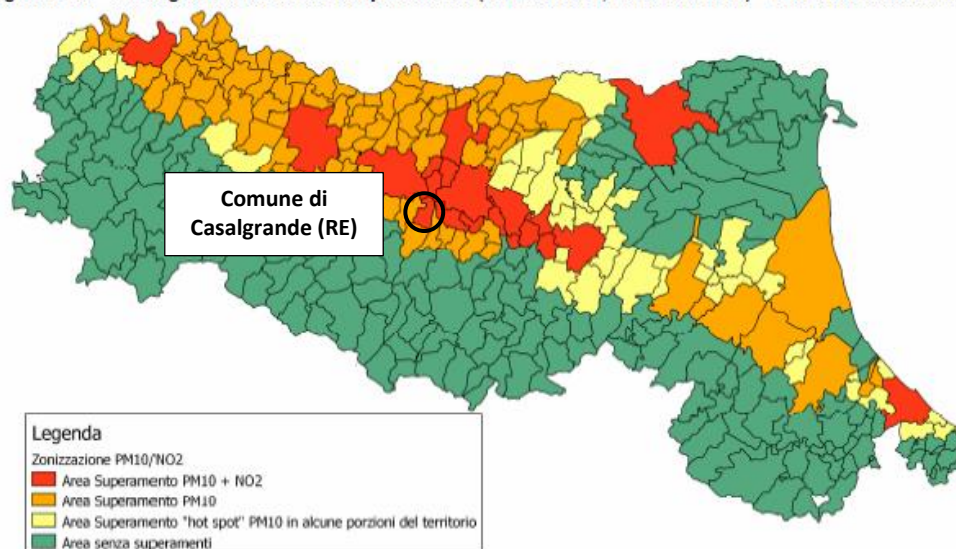 Comune di
Casalgrande (RE)
Legenda
Zonizzazione PM10/NO2
Area Superamento PM10 + NO2
Area Superamento PM10
Area Superamento "hot spot" PM10 in alcune porzioni del territorio
Area senza superamenti